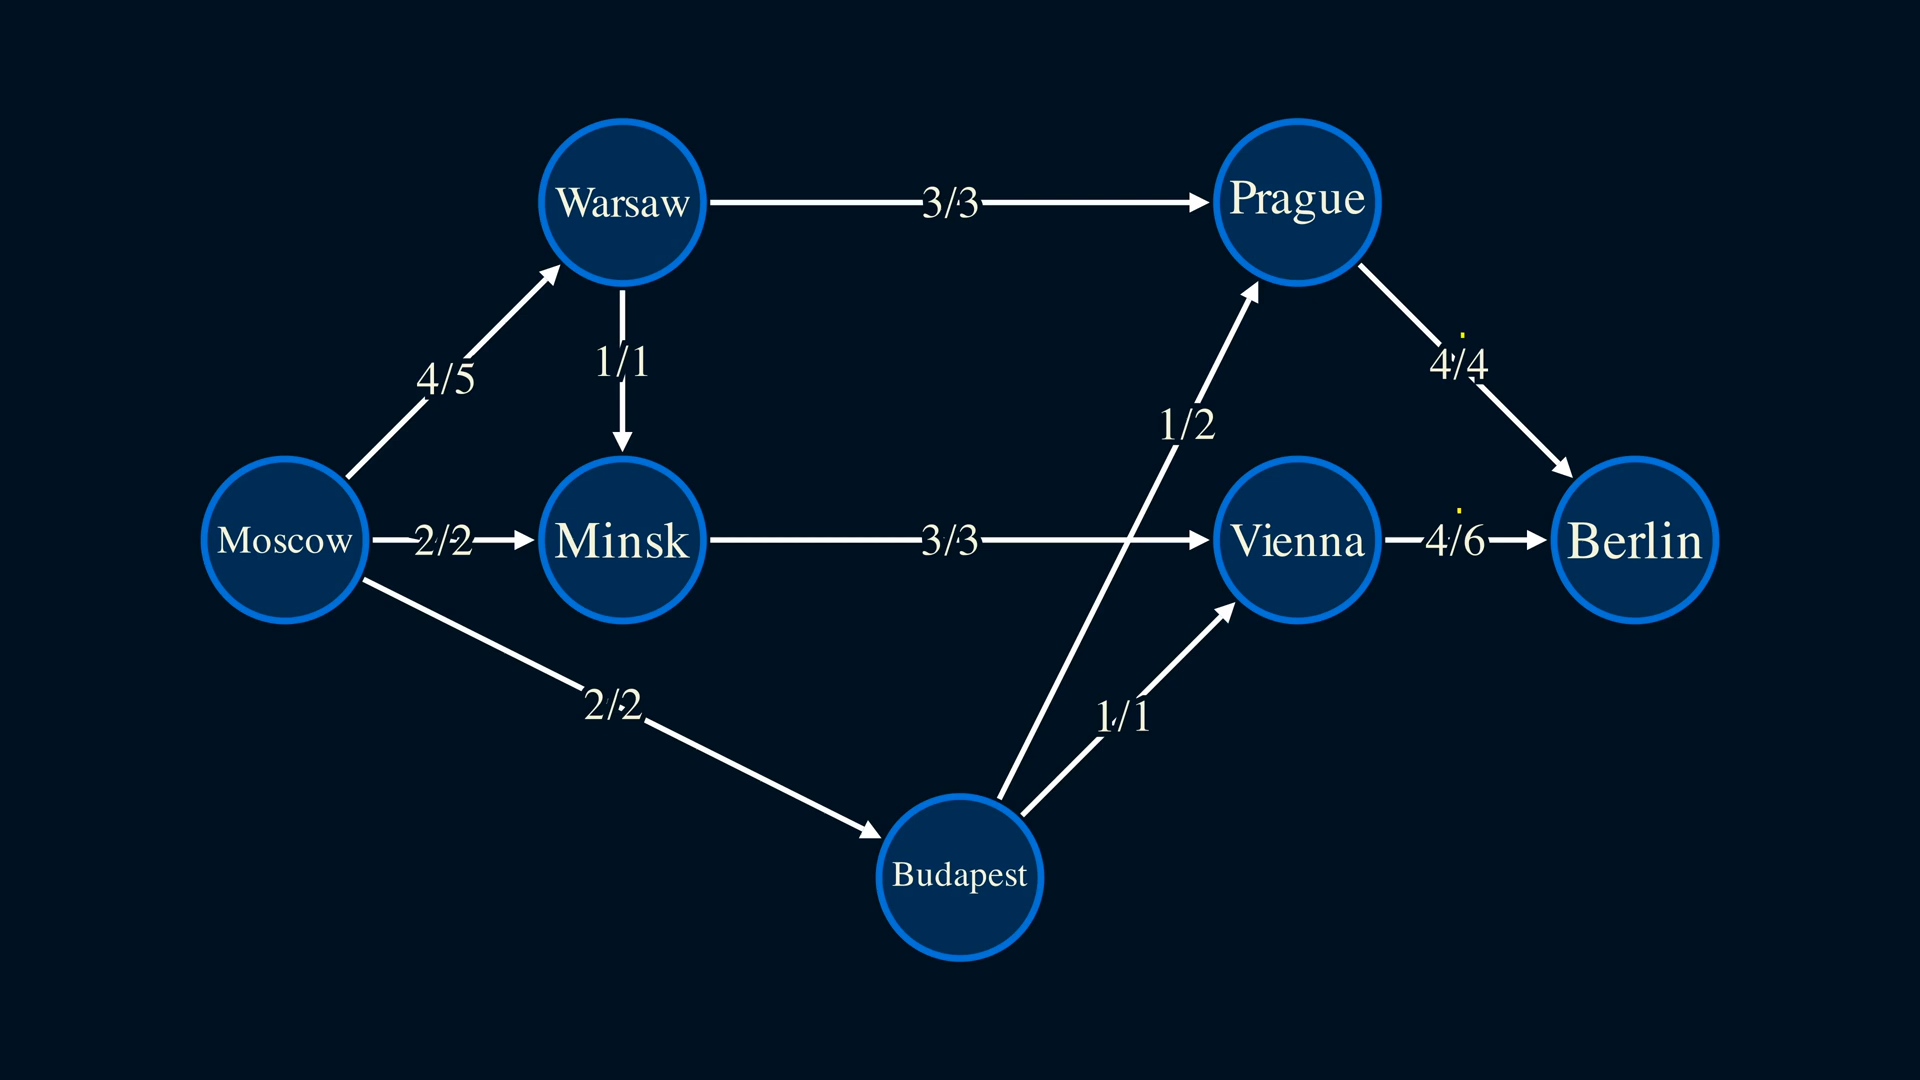 Warsaw
3/3
Prague
4/5
1/1
4/4
1/2
Moscow
2/2
Minsk
3/3
Vienna
4/6
Berlin
2/2
1/1
Budapest